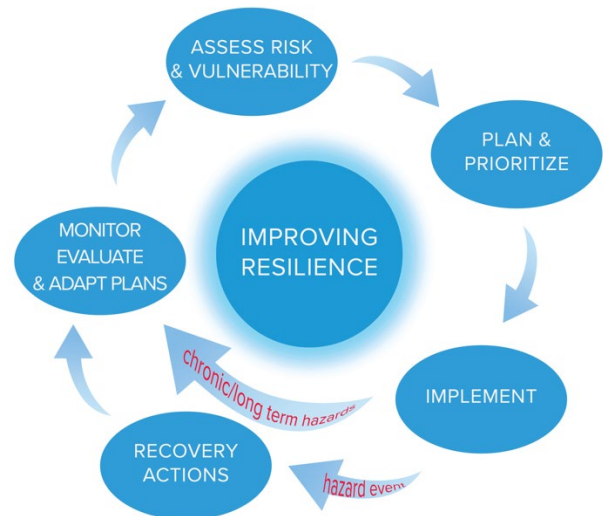 ASSESS RISK
& VULNERABILITY
PLAN &
PRIORITIZE
IMPROVING
RESILIENCE
MONITOR
EVALUATE
& ADAPT PLANS
chronic/long term hazards
IMPLEMENT
RECOVERY
ACTIONS
hazard event